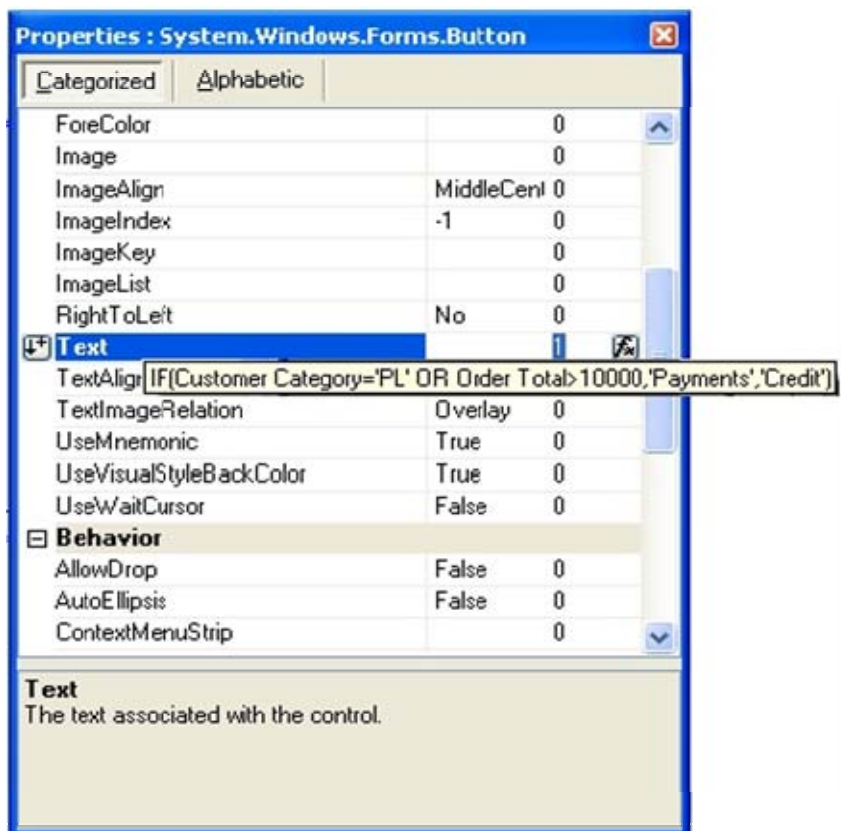 Properties : System.Windows.Forms.Button
Categorized Alphabetic
ForeColor 0
Image 0
ImageAlign MiddleCent 0
ImageIndex -1 0
ImageKey 0
ImageList 0
RightToLeft No 0
Text 1 fx
TextAlign IF(Customer Category='PL' OR Order Total>10000,'Payments','Credit')
TextImageRelation Overlay 0
UseMnemonic True 0
UseVisualStyleBackColor True 0
UseWaitCursor False 0
Behavior
AllowDrop False 0
AutoEllipsis False 0
ContextMenuStrip 0
Text
The text associated with the control.